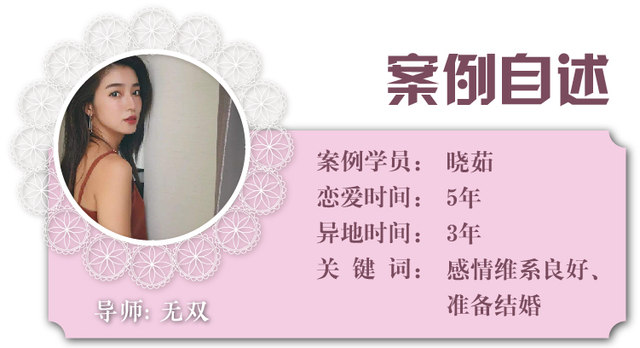 案例自述
案例学员： 晓茹
恋爱时间： 5年
异地时间： 3年
关 键 词： 感情维系良好、
准备结婚
导师: 无双